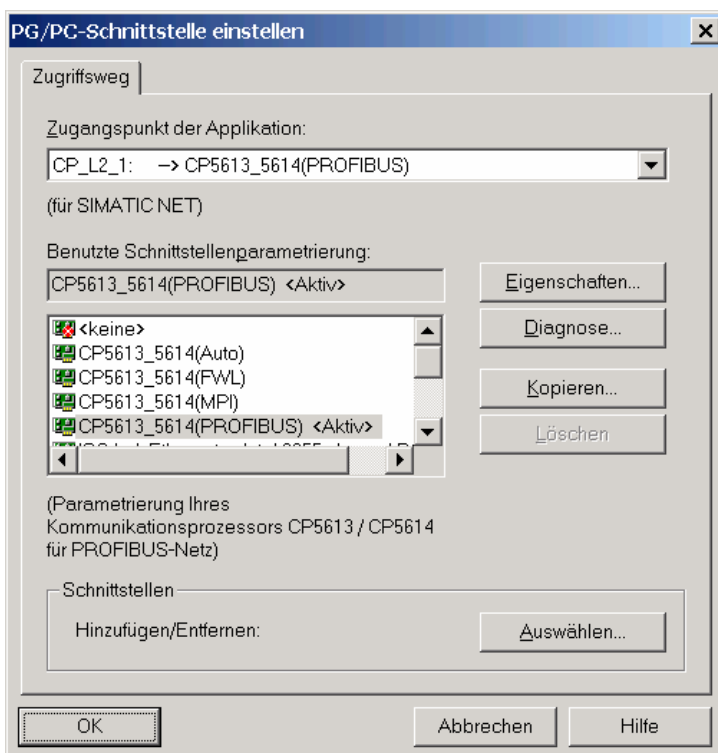 PG/PC-Schnittstelle einstellen
Zugriffsweg
Zugangspunkt der Applikation:
CP_L2_1: --> CP5613_5614(PROFIBUS)
(für SIMATIC NET)
Benutzte Schnittstellenparametrierung:
CP5613_5614(PROFIBUS) <Aktiv>
Eigenschaften...
<keine>
CP5613_5614(Auto)
CP5613_5614(FWL)
CP5613_5614(MPI)
CP5613_5614(PROFIBUS) <Aktiv>
Diagnose...
Kopieren...
Löschen
(Parametrierung Ihres
Kommunikationsprozessors CP5613 / CP5614
für PROFIBUS-Netz)
Schnittstellen
Hinzufügen/Entfernen:
Auswählen...
OK
Abbrechen
Hilfe